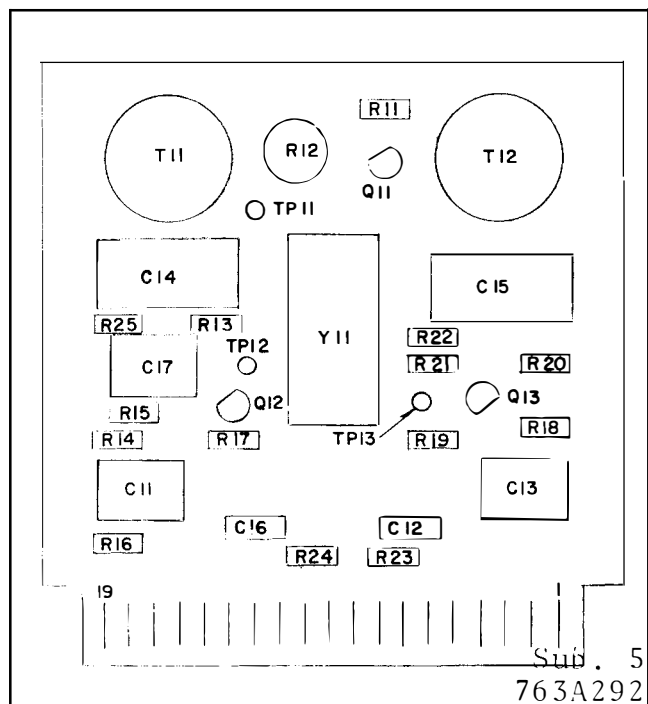 R11
T11
R12
T12
Q11
TP11
C14
C15
R25
R13
Y11
R22
TP12
C17
R21
R20
Q12
Q13
R15
R14
R17
TP13
R19
R18
C11
C13
C16
C12
R16
R24
R23
19
1
Sub. 5
763A292